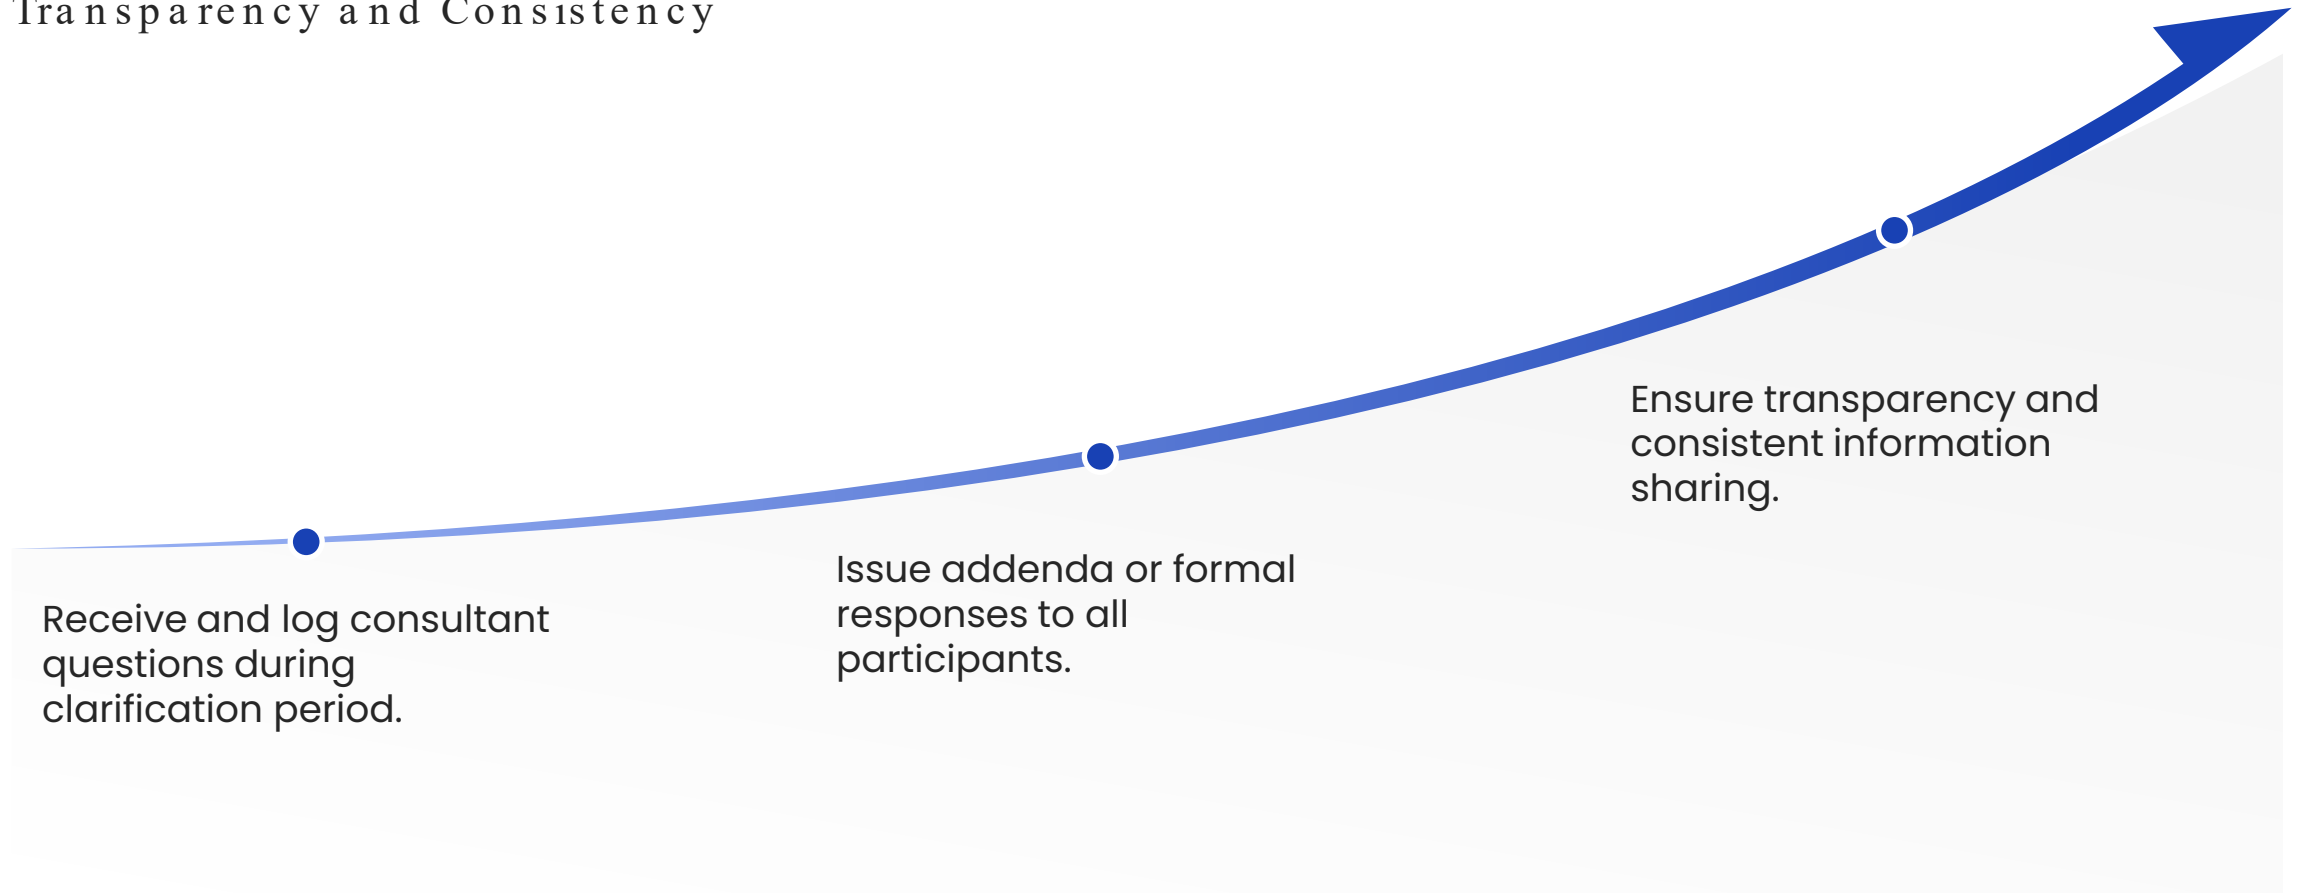 Transparency and Consistency
Receive and log consultant
questions during
clarification period.
Issue addenda or formal
responses to all
participants.
Ensure transparency and
consistent information
sharing.